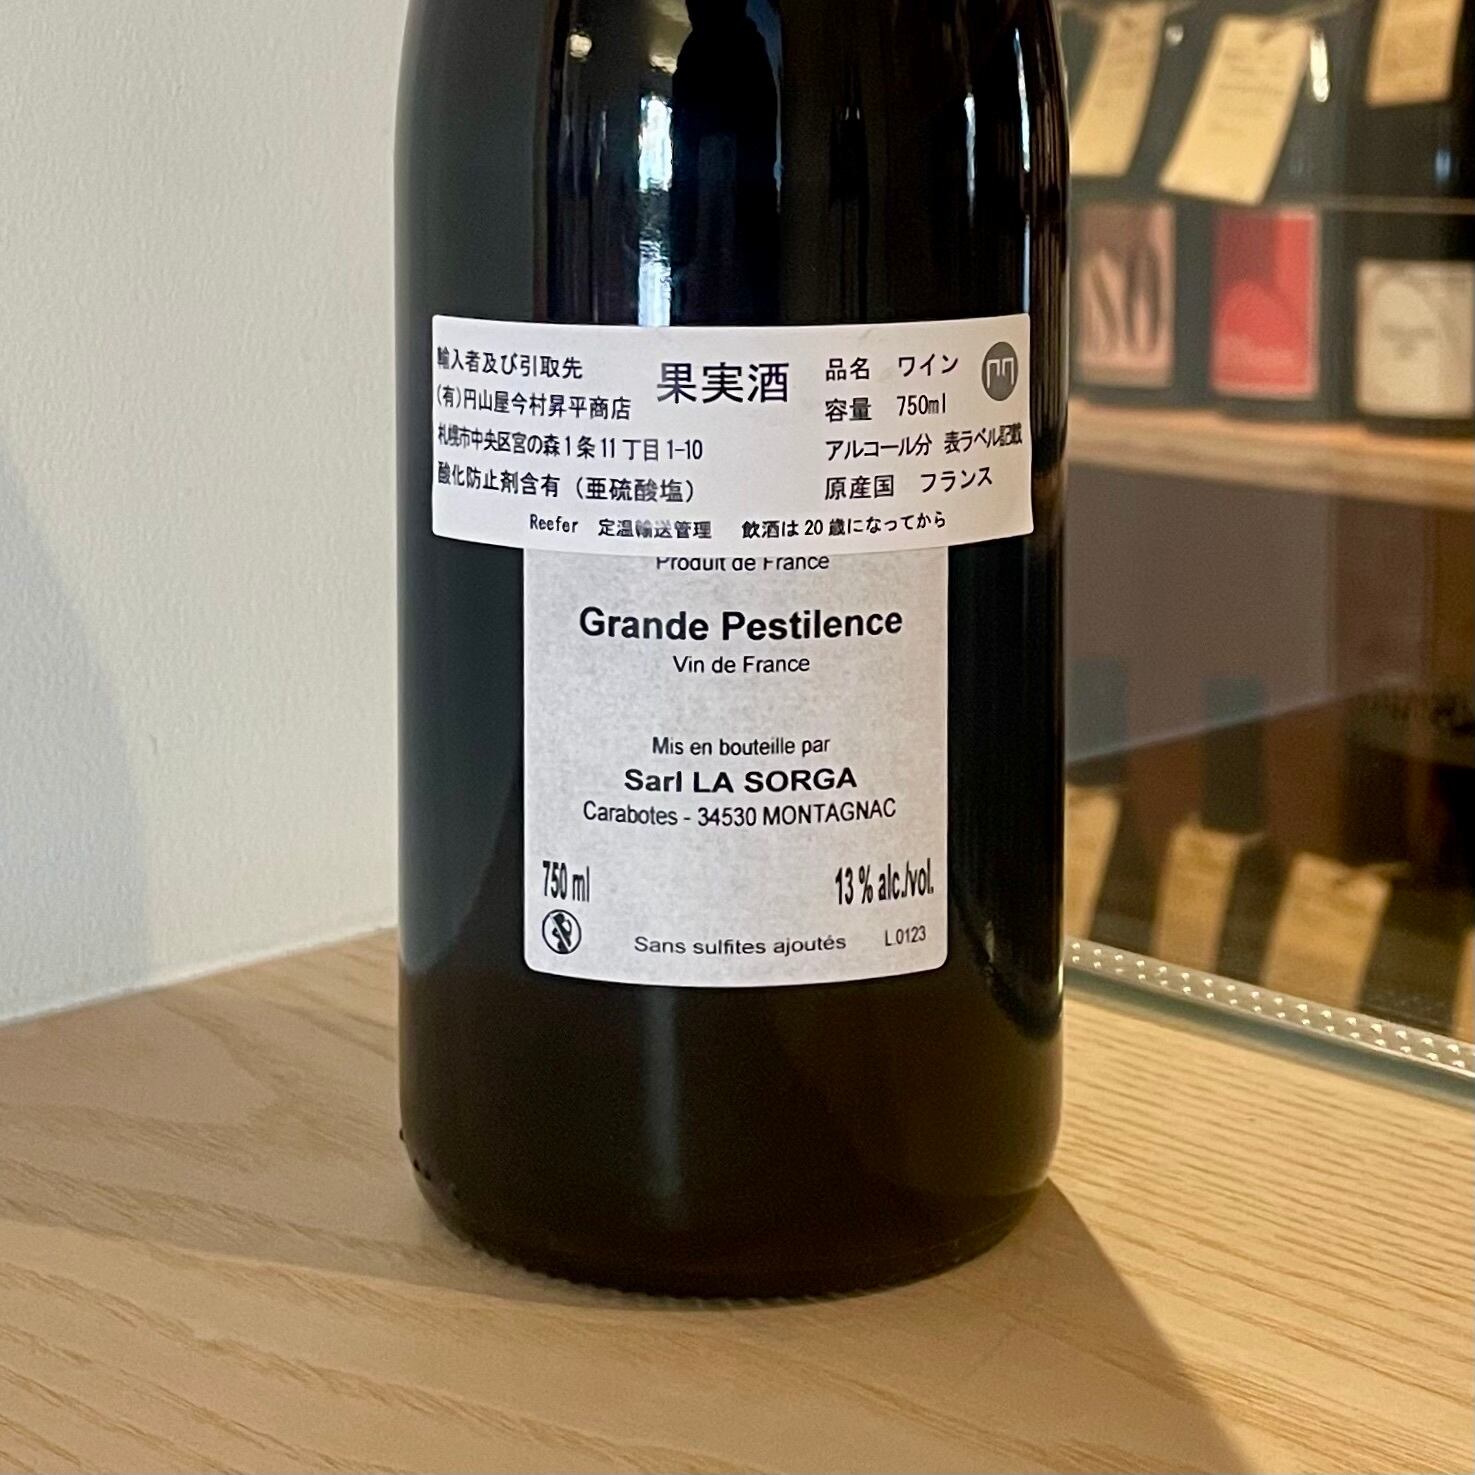 輸入者及び引取先
(有)円山屋今村昇平商店
札幌市中央区宮の森1条11丁目1-10
酸化防止剤含有(亜硫酸塩)
果実酒
品名 ワイン
容量 750ml
アルコール分 表ラベル記載
原産国 フランス
Reefer 定温輸送管理 飲酒は20歳になってから
Produit de France
Grande Pestilence
Vin de France
Mis en bouteille par
Sarl LA SORGA
Carabotes - 34530 MONTAGNAC
750 ml
13 % alc./vol.
Sans sulfites ajoutés
L.0123